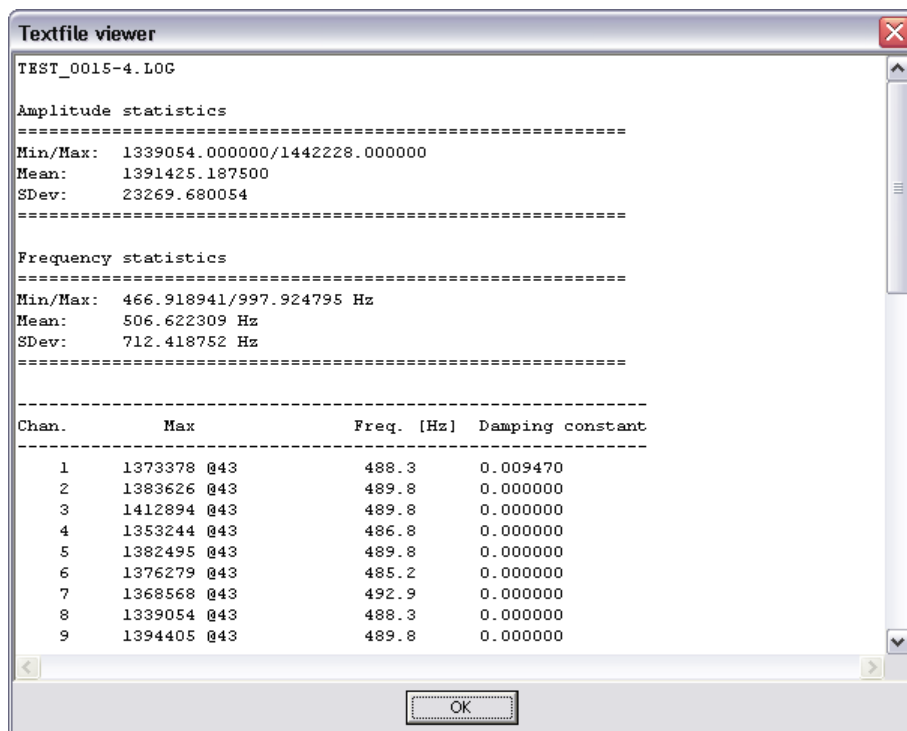 Textfile viewer
TEST_0015-4.LOG
Amplitude statistics
==========================================================
Min/Max: 1339054.000000/1442228.000000
Mean: 1391425.187500
SDev: 23269.680054
==========================================================
Frequency statistics
==========================================================
Min/Max: 466.918941/997.924795 Hz
Mean: 506.622309 Hz
SDev: 712.418752 Hz
==========================================================
------------------------------------------------------------
Chan. Max Freq. [Hz] Damping constant
------------------------------------------------------------
1 1373378 @43 488.3 0.009470
2 1383626 @43 489.8 0.000000
3 1412894 @43 489.8 0.000000
4 1353244 @43 486.8 0.000000
5 1382495 @43 489.8 0.000000
6 1376279 @43 485.2 0.000000
7 1368568 @43 492.9 0.000000
8 1339054 @43 488.3 0.000000
9 1394405 @43 489.8 0.000000
OK